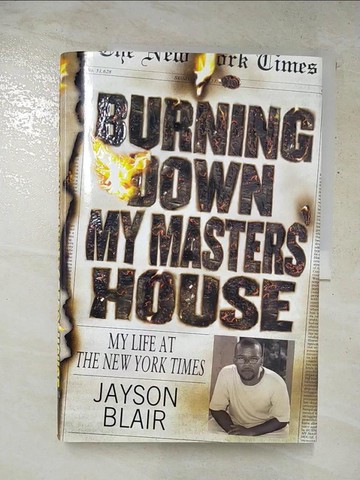 The New York Times
BURNING
DOWN
MY MASTERS'
HOUSE
MY LIFE AT
THE NEW YORK TIMES
JAYSON
BLAIR